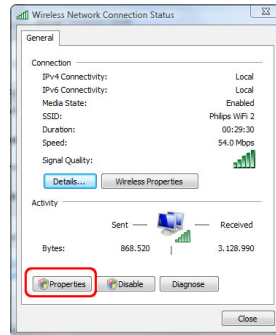 Wireless Network Connection Status
General
Connection
IPv4 Connectivity: Local
IPv6 Connectivity: Local
Media State: Enabled
SSID: Philips WiFi 2
Duration: 00:29:30
Speed: 54.0 Mbps
Signal Quality:
Details... Wireless Properties
Activity
Sent — Received
Bytes: 868.520 | 3.128.990
Properties Disable Diagnose
Close